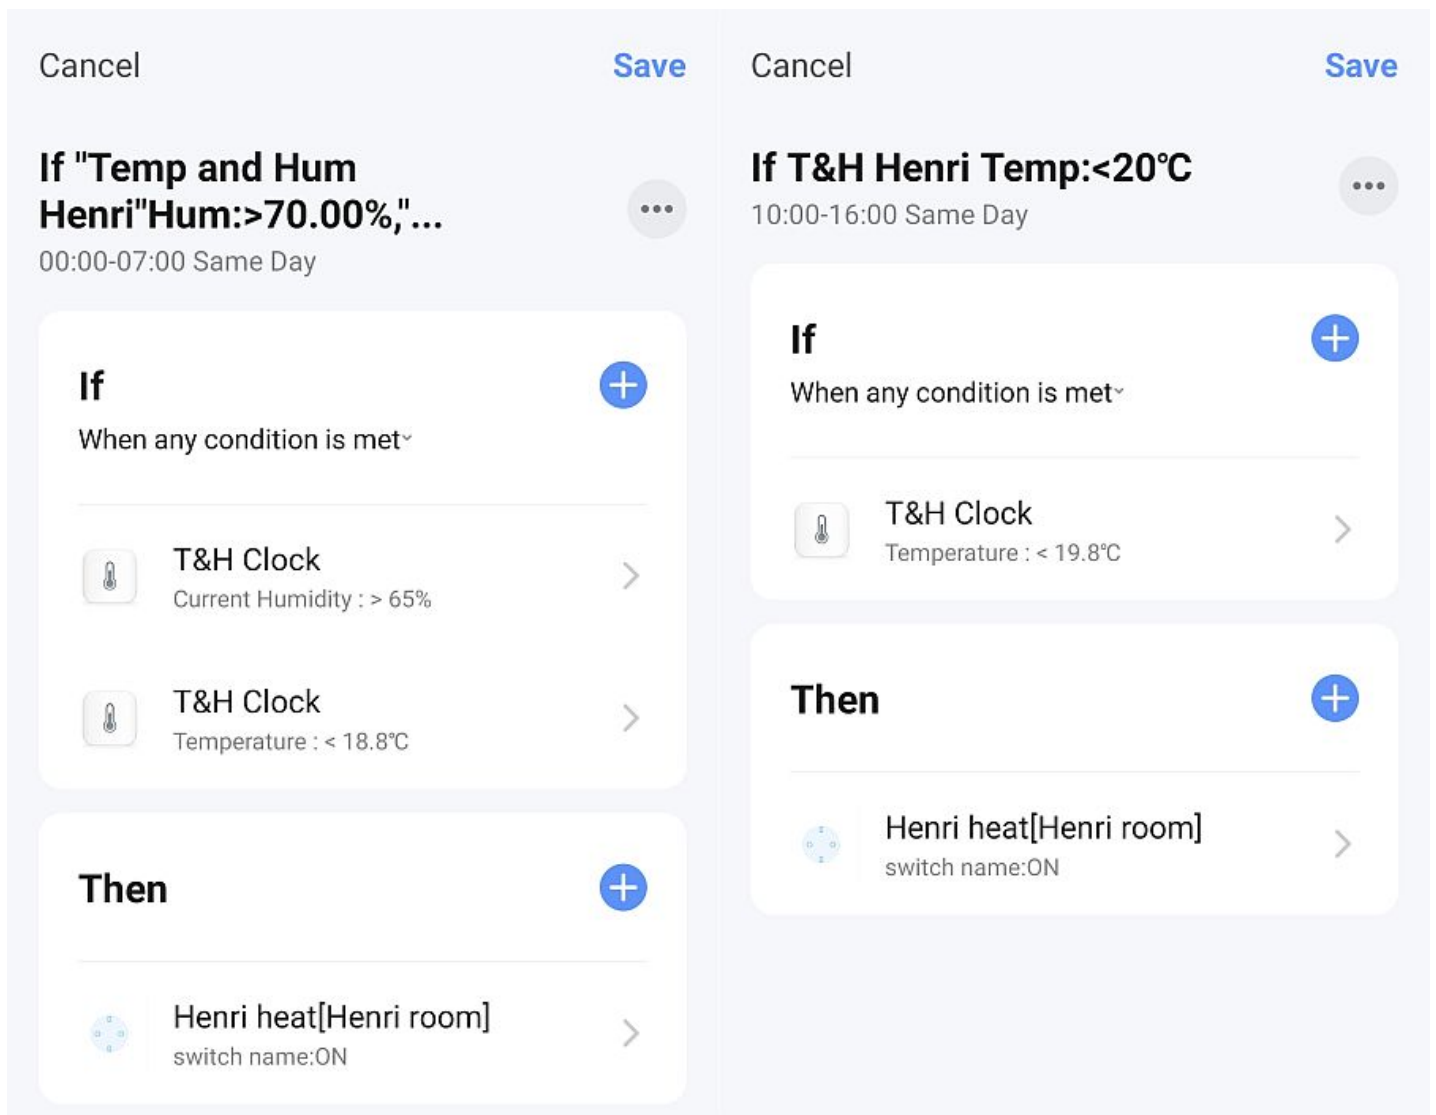 Cancel
Save
If "Temp and Hum
Henri"Hum:>70.00%,"...
00:00-07:00 Same Day
If
When any condition is met
T&H Clock
Current Humidity : > 65%
T&H Clock
Temperature : < 18.8℃
Then
Henri heat[Henri room]
switch name:ON
Cancel
Save
If T&H Henri Temp:<20℃
10:00-16:00 Same Day
If
When any condition is met
T&H Clock
Temperature : < 19.8℃
Then
Henri heat[Henri room]
switch name:ON